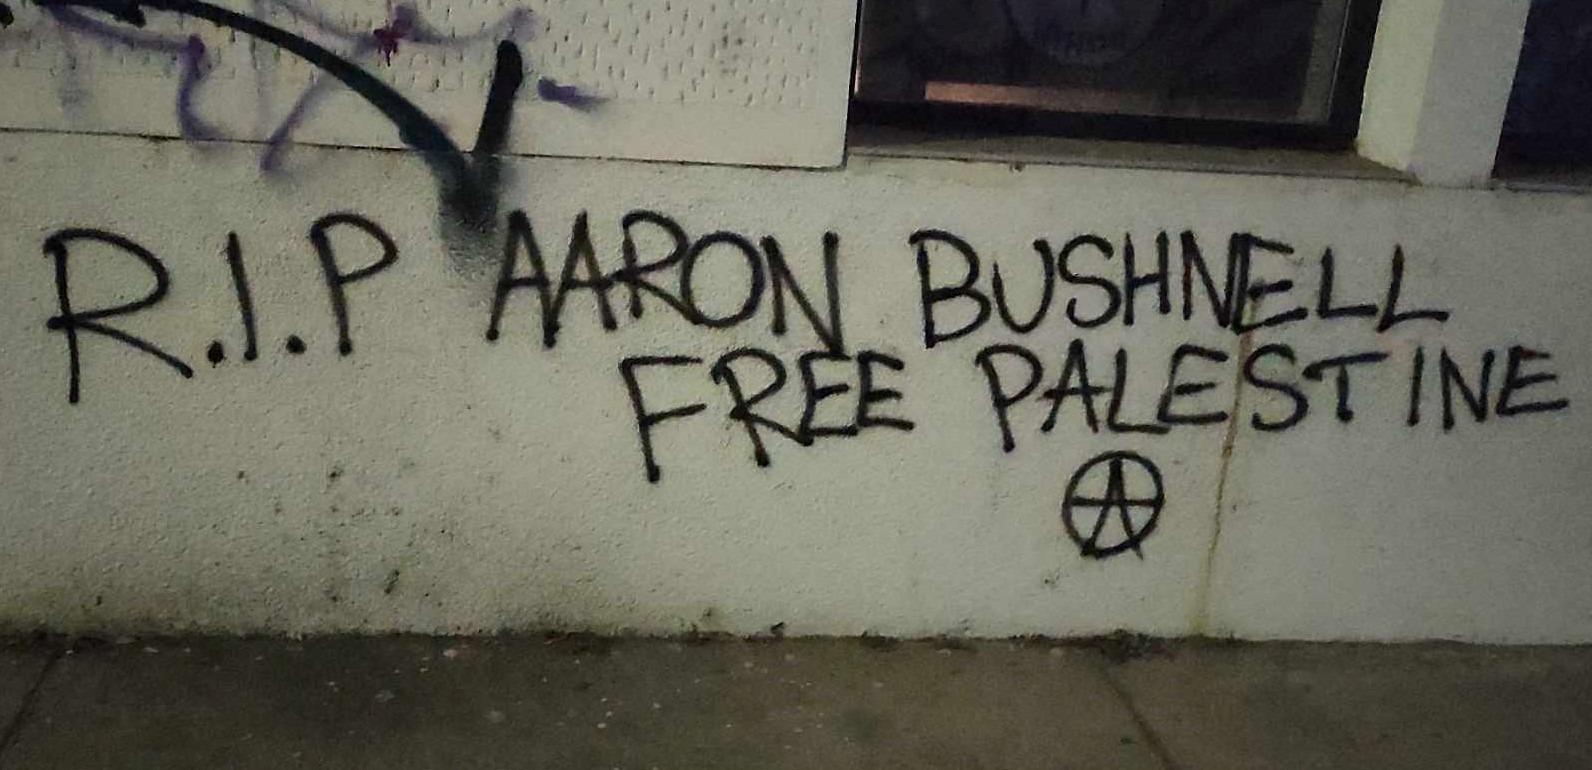 R.I.P AARON BUSHNELL
FREE PALESTINE